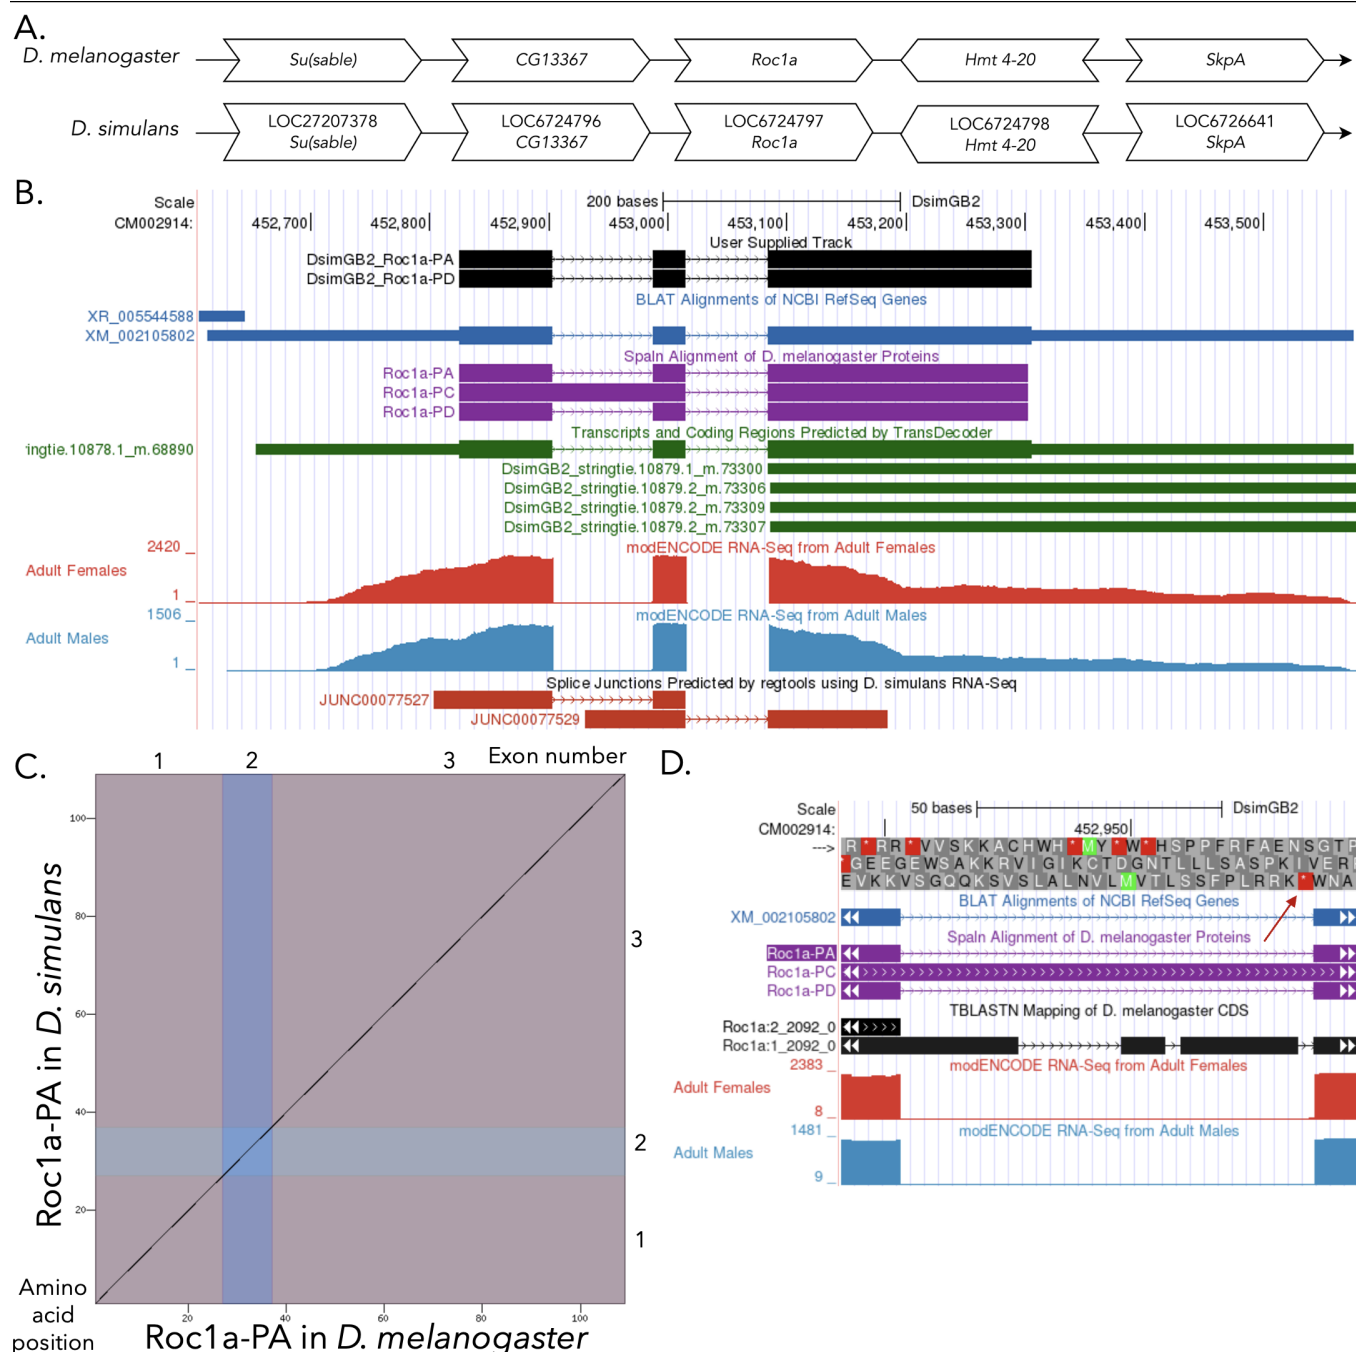 A.
D. melanogaster
Su(sable)
CG13367
Roc1a
Hmt 4-20
SkpA
D. simulans
LOC27207378
Su(sable)
LOC6724796
CG13367
LOC6724797
Roc1a
LOC6724798
Hmt 4-20
LOC6726641
SkpA
B.
Scale
200 bases
DsimGB2
CM002914:
452,700
452,800
452,900
453,000
453,100
453,200
453,300
453,400
453,500
User Supplied Track
DsimGB2_Roc1a-PA
DsimGB2_Roc1a-PD
BLAT Alignments of NCBI RefSeq Genes
XR_005544588
XM_002105802
Spaln Alignment of D. melanogaster Proteins
Roc1a-PA
Roc1a-PC
Roc1a-PD
Transcripts and Coding Regions Predicted by TransDecoder
ringtie.10878.1_m.68890
DsimGB2_stringtie.10879.1_m.73300
DsimGB2_stringtie.10879.2_m.73306
DsimGB2_stringtie.10879.2_m.73309
DsimGB2_stringtie.10879.2_m.73307
2420
modENCODE RNA-Seq from Adult Females
Adult Females
1
1506
modENCODE RNA-Seq from Adult Males
Adult Males
1
Splice Junctions Predicted by regtools using D. simulans RNA-Seq
JUNC00077527
JUNC00077529
C.
1 2 3 Exon number
100
80
60
40
20
3
2
1
Roc1a-PA in D. simulans
Amino
acid
position
20 40 60 80 100
Roc1a-PA in D. melanogaster
D.
Scale
50 bases
DsimGB2
CM002914:
452,950
--->
R * R R * V V S K K A C H W H * M Y * W * H S P P F R F A E N S G T P
* G E E G E W S A K K R V I G I K C T D G N T L L L S A S P K I V E R
E V K K V S G Q Q K S V S L A L N V L M V T L S S F P L R R K * W N A
BLAT Alignments of NCBI RefSeq Genes
XM_002105802
Spaln Alignment of D. melanogaster Proteins
Roc1a-PA
Roc1a-PC
Roc1a-PD
TBLASTN Mapping of D. melanogaster CDS
Roc1a:2_2092_0
Roc1a:1_2092_0
2383
modENCODE RNA-Seq from Adult Females
Adult Females
8
1481
modENCODE RNA-Seq from Adult Males
Adult Males
9